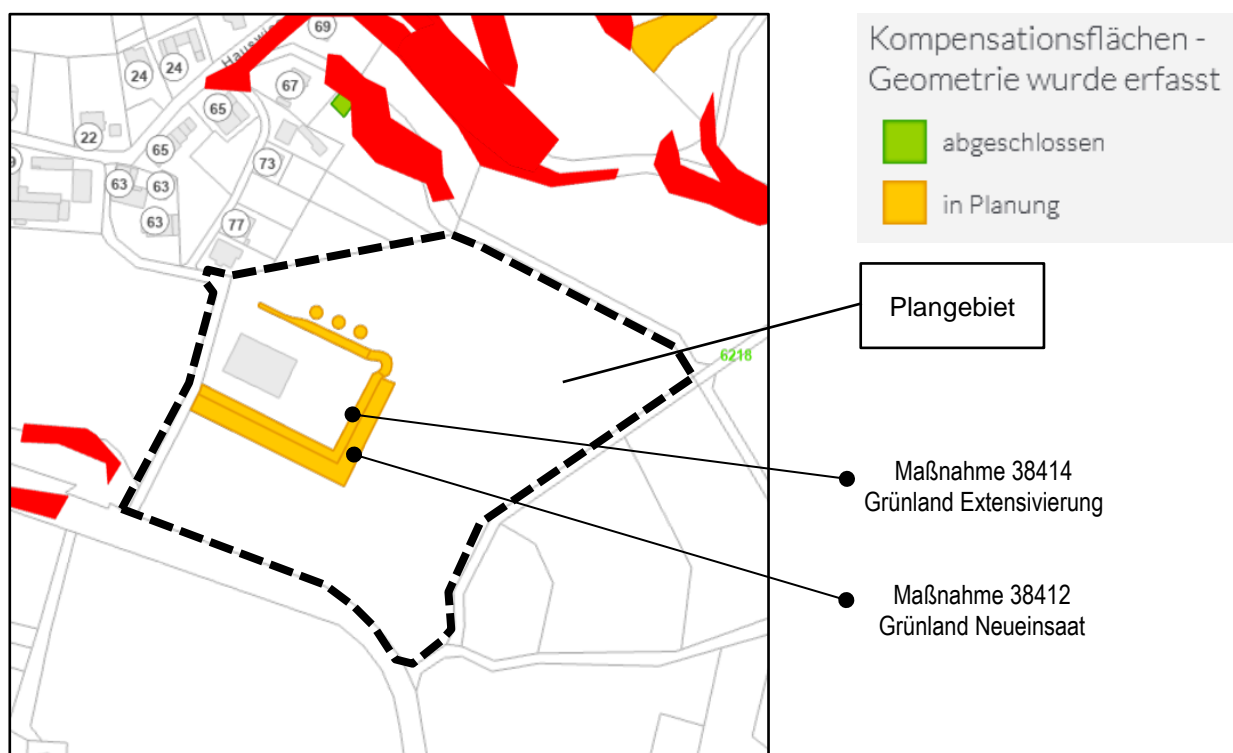 69
Hauswie
24
24
67
65
22
65
73
63
63
63
77
6218
Kompensationsflächen -
Geometrie wurde erfasst
abgeschlossen
in Planung
Plangebiet
Maßnahme 38414
Grünland Extensivierung
Maßnahme 38412
Grünland Neueinsaat